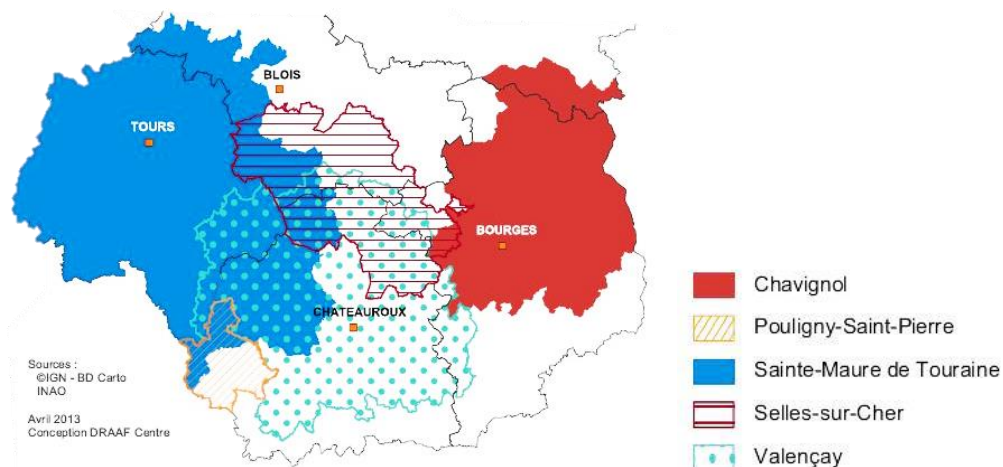 BLOIS
TOURS
BOURGES
CHATEAUROUX
Chavignol
Pouligny-Saint-Pierre
Sainte-Maure de Touraine
Selles-sur-Cher
Valençay
Sources :
©IGN - BD Carto
INAO
Avril 2013
Conception DRAAF Centre